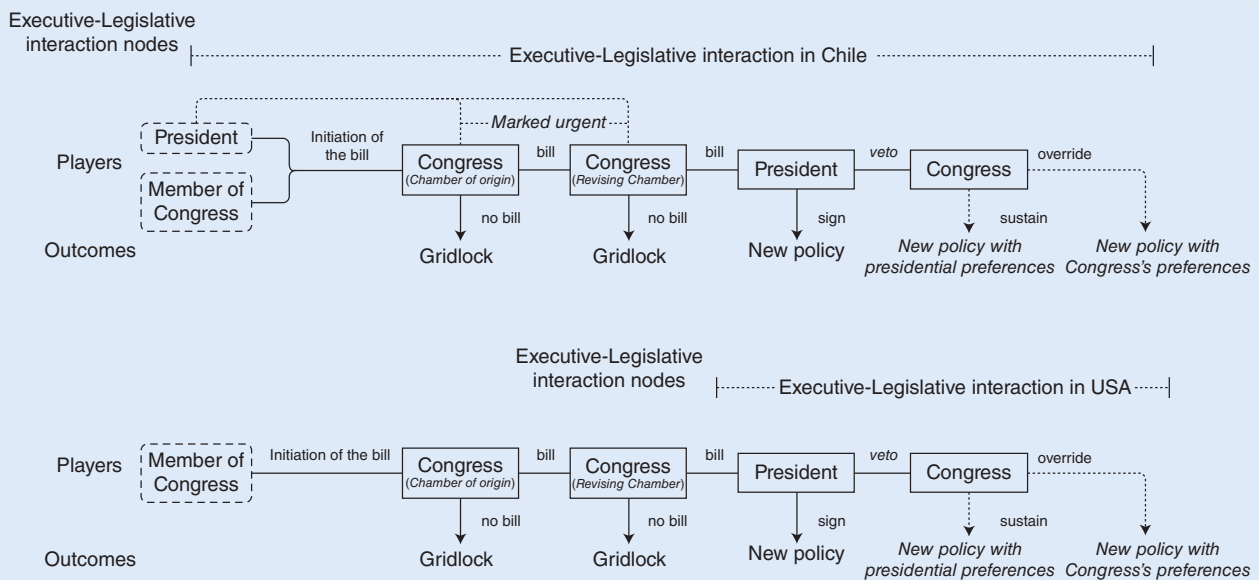 Executive-Legislative
interaction nodes
Executive-Legislative interaction in Chile
Marked urgent
Players
President
Member of
Congress
Initiation of
the bill
Congress
(Chamber of origin)
bill
Congress
(Revising Chamber)
bill
President
veto
Congress
override
no bill
no bill
sign
sustain
Outcomes
Gridlock
Gridlock
New policy
New policy with
presidential preferences
New policy with
Congress's preferences
Executive-Legislative
interaction nodes
Executive-Legislative interaction in USA
Players
Member of
Congress
Initiation of the bill
Congress
(Chamber of origin)
bill
Congress
(Revising Chamber)
bill
President
veto
Congress
override
no bill
no bill
sign
sustain
Outcomes
Gridlock
Gridlock
New policy
New policy with
presidential preferences
New policy with
Congress's preferences